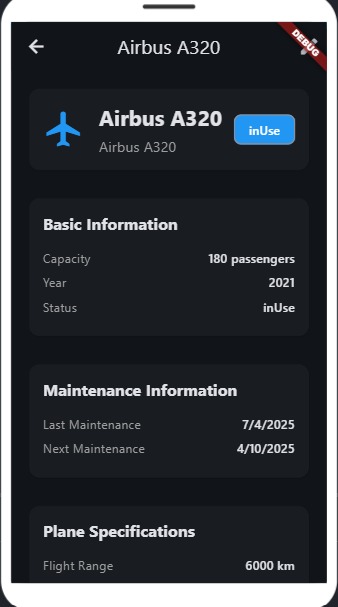 Airbus A320
DEBUG
Airbus A320
Airbus A320
inUse
Basic Information
Capacity 180 passengers
Year 2021
Status inUse
Maintenance Information
Last Maintenance 7/4/2025
Next Maintenance 4/10/2025
Plane Specifications
Flight Range 6000 km